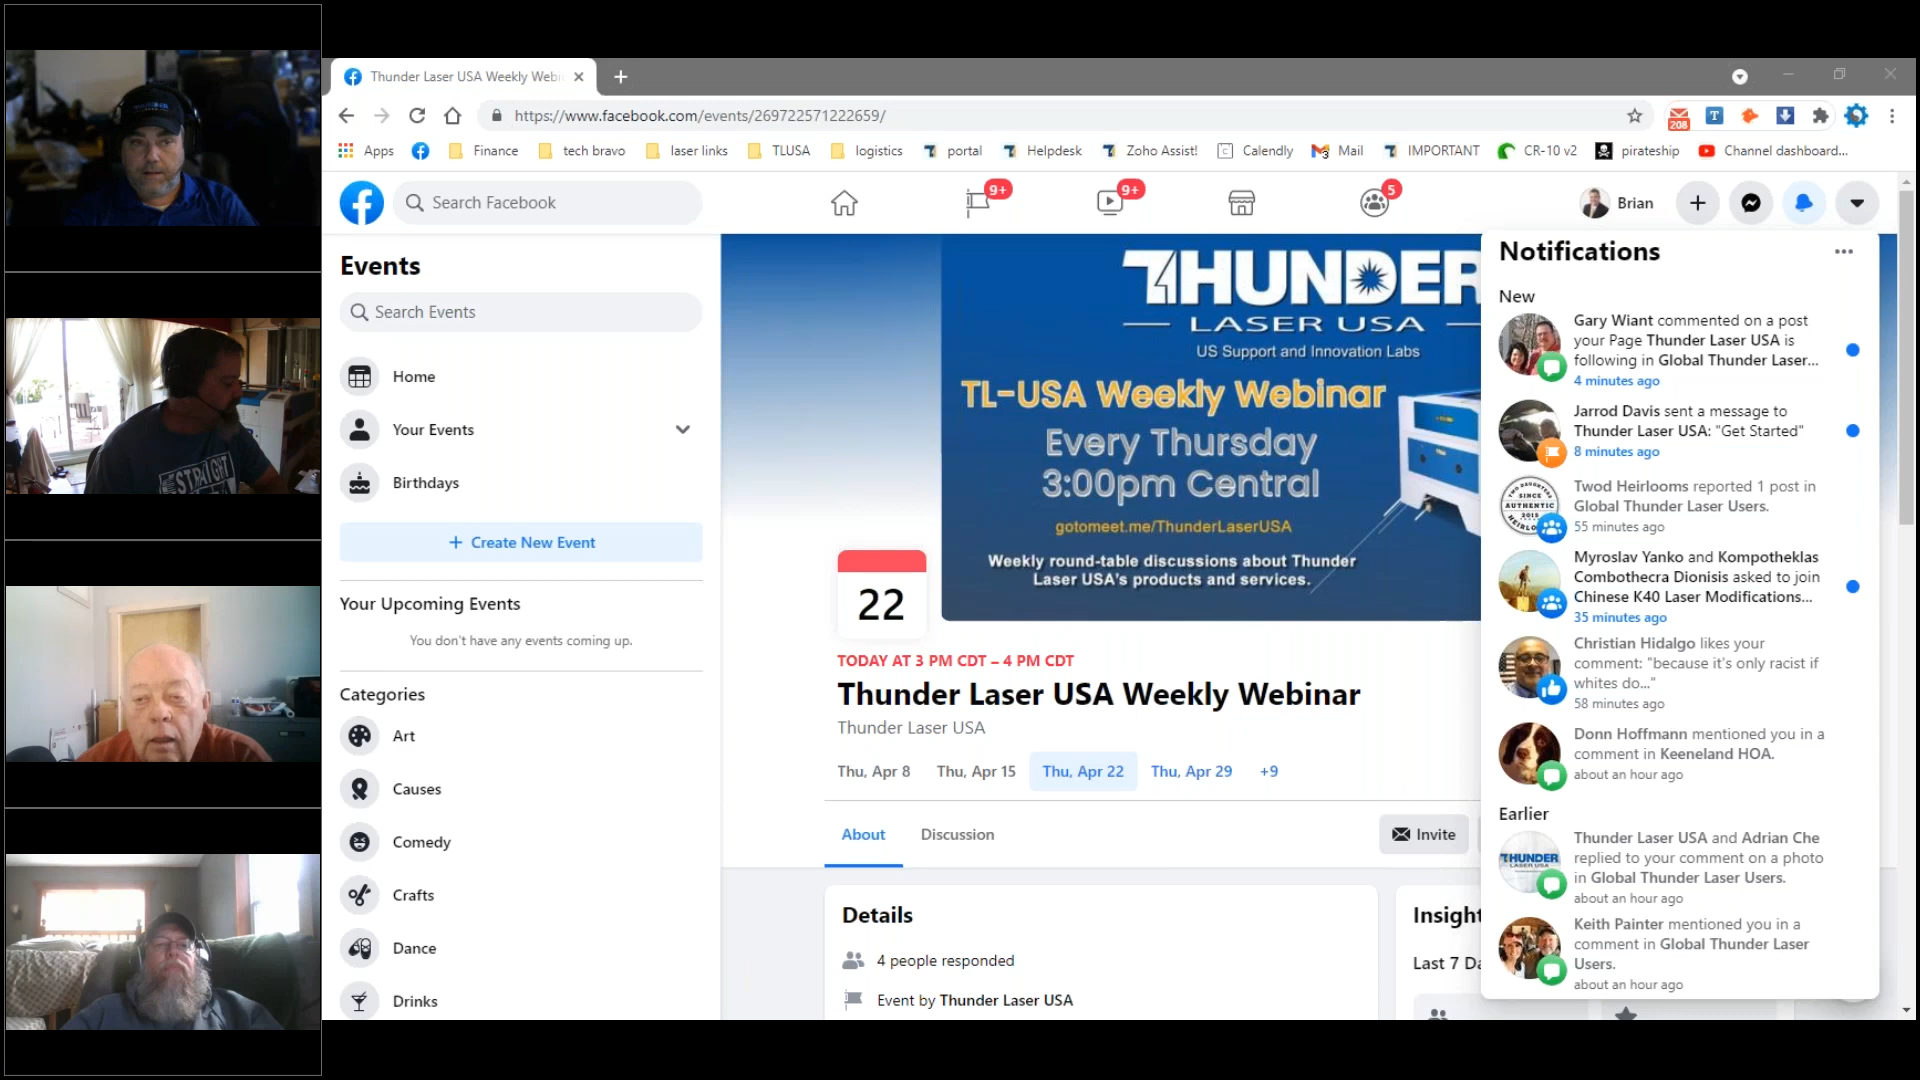 Thunder Laser USA Weekly Webi
https://www.facebook.com/events/269722571222659/
208
T
Apps
Finance
tech bravo
laser links
TLUSA
logistics
portal
Helpdesk
Zoho Assist!
Calendly
Mail
IMPORTANT
CR-10 v2
pirateship
Channel dashboard...
Search Facebook
9+
9+
5
Brian
Events
Search Events
Home
Your Events
Birthdays
+ Create New Event
Your Upcoming Events
You don't have any events coming up.
Categories
Art
Causes
Comedy
Crafts
Dance
Drinks
THUNDER
LASER USA
US Support and Innovation Labs
TL-USA Weekly Webinar
Every Thursday
3:00pm Central
gotomeet.me/ThunderLaserUSA
Weekly round-table discussions about Thunder
Laser USA's products and services.
22
TODAY AT 3 PM CDT – 4 PM CDT
Thunder Laser USA Weekly Webinar
Thunder Laser USA
Thu, Apr 8
Thu, Apr 15
Thu, Apr 22
Thu, Apr 29
+9
About
Discussion
Invite
Details
4 people responded
Event by Thunder Laser USA
Insight
Last 7 Da
Notifications
New
Gary Wiant commented on a post
your Page Thunder Laser USA is
following in Global Thunder Laser...
4 minutes ago
Jarrod Davis sent a message to
Thunder Laser USA: "Get Started"
8 minutes ago
Twod Heirlooms reported 1 post in
Global Thunder Laser Users.
55 minutes ago
Myroslav Yanko and Kompotheklas
Combothecra Dionisis asked to join
Chinese K40 Laser Modifications...
35 minutes ago
Christian Hidalgo likes your
comment: "because it's only racist if
whites do..."
58 minutes ago
Donn Hoffmann mentioned you in a
comment in Keeneland HOA.
about an hour ago
Earlier
Thunder Laser USA and Adrian Che
replied to your comment on a photo
in Global Thunder Laser Users.
about an hour ago
Keith Painter mentioned you in a
comment in Global Thunder Laser
Users.
about an hour ago
STRAIGHT